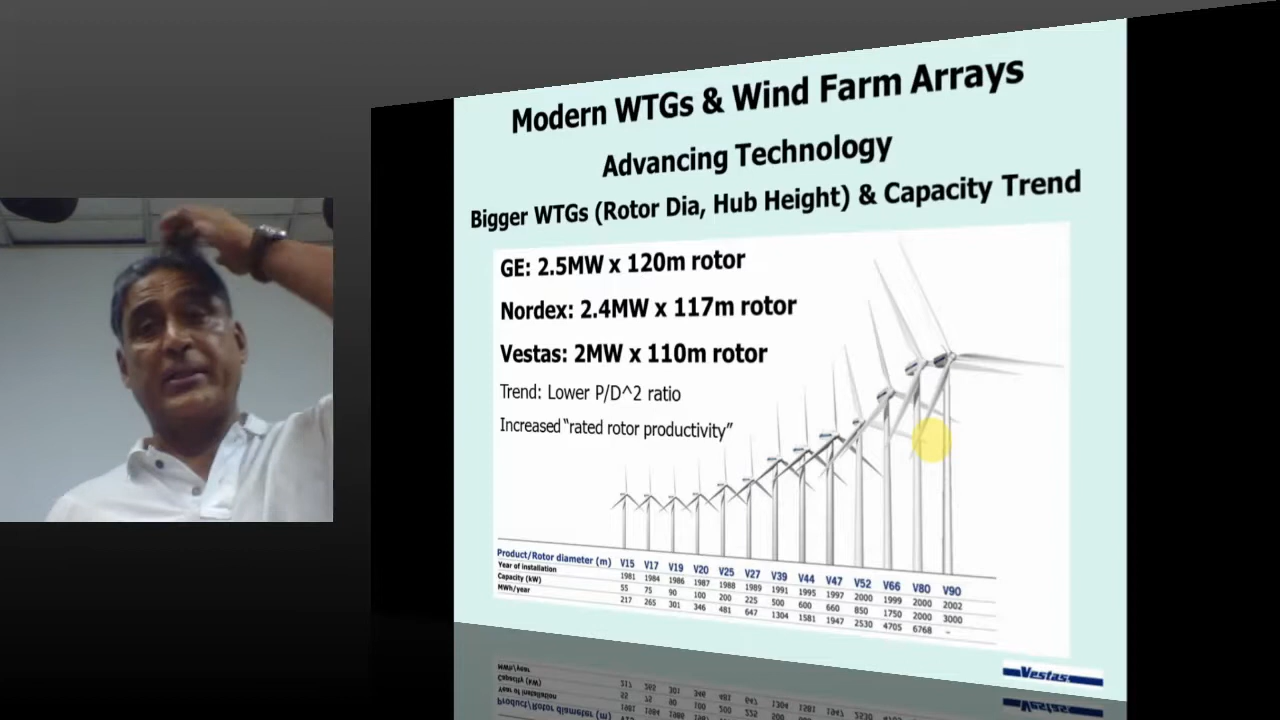 Modern WTGs & Wind Farm Arrays
Advancing Technology
Bigger WTGs (Rotor Dia, Hub Height) & Capacity Trend
GE: 2.5MW x 120m rotor
Nordex: 2.4MW x 117m rotor
Vestas: 2MW x 110m rotor
Trend: Lower P/D^2 ratio
Increased "rated rotor productivity"
Product/Rotor diameter (m) V15 V17 V19 V20 V25 V27 V39 V44 V47 V52 V66 V80 V90
Year of installation 1981 1984 1986 1987 1988 1989 1991 1995 1997 2000 1999 2000 2002
Capacity (kW) 55 75 90 100 200 225 500 600 660 850 1750 2000 3000
MWh/year 217 265 301 346 481 647 1304 1581 1947 2530 4705 6768 -
Vestas